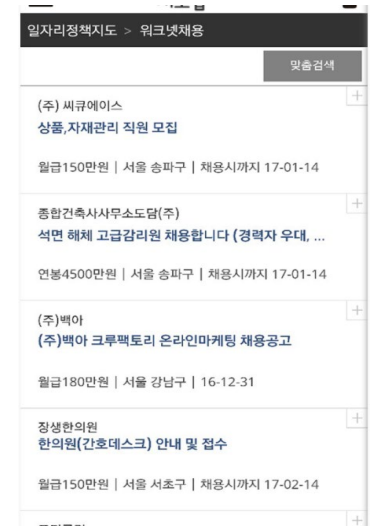 일자리정책지도 > 워크넷채용
맞춤검색
(주) 씨큐에이스
상품,자재관리 직원 모집
월급150만원 | 서울 송파구 | 채용시까지 17-01-14
종합건축사사무소도담(주)
석면 해체 고급감리원 채용합니다 (경력자 우대, ...
연봉4500만원 | 서울 송파구 | 채용시까지 17-01-14
(주)백아
(주)백아 크루팩토리 온라인마케팅 채용공고
월급180만원 | 서울 강남구 | 16-12-31
장생한의원
한의원(간호데스크) 안내 및 접수
월급150만원 | 서울 서초구 | 채용시까지 17-02-14